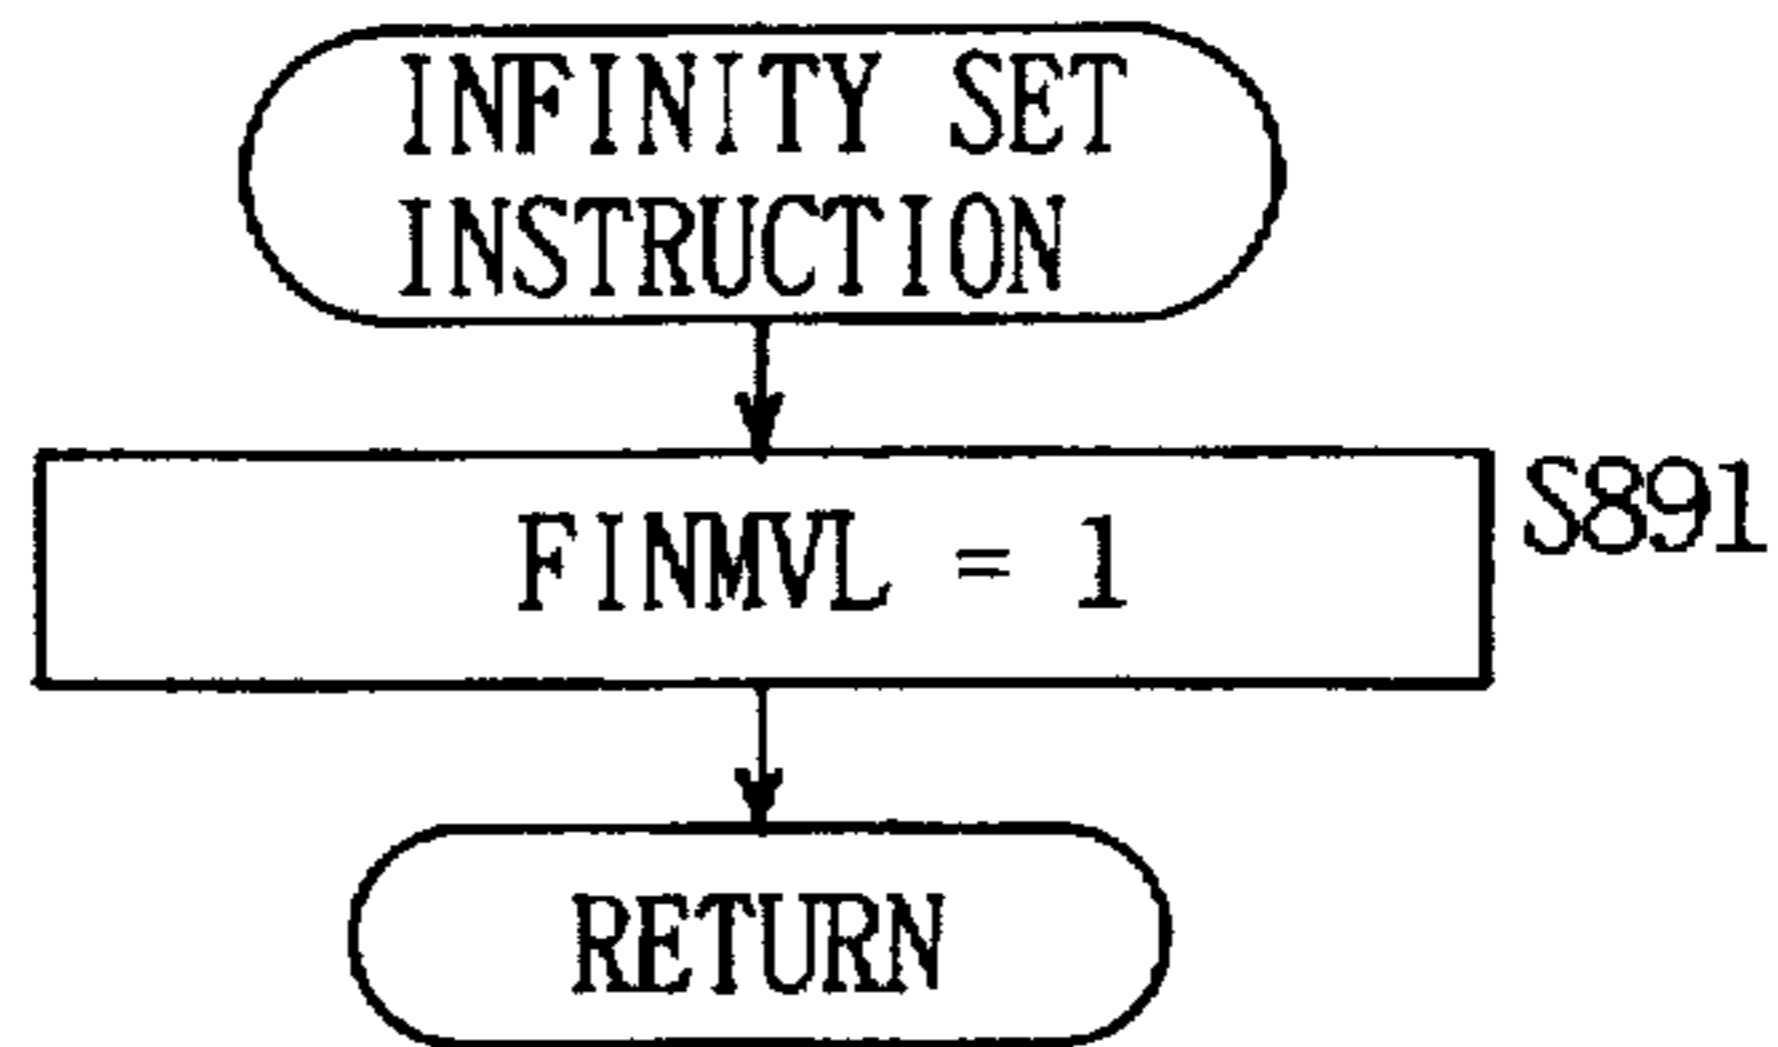 INFINITY SET
INSTRUCTION
FINMVL = 1
S891
RETURN